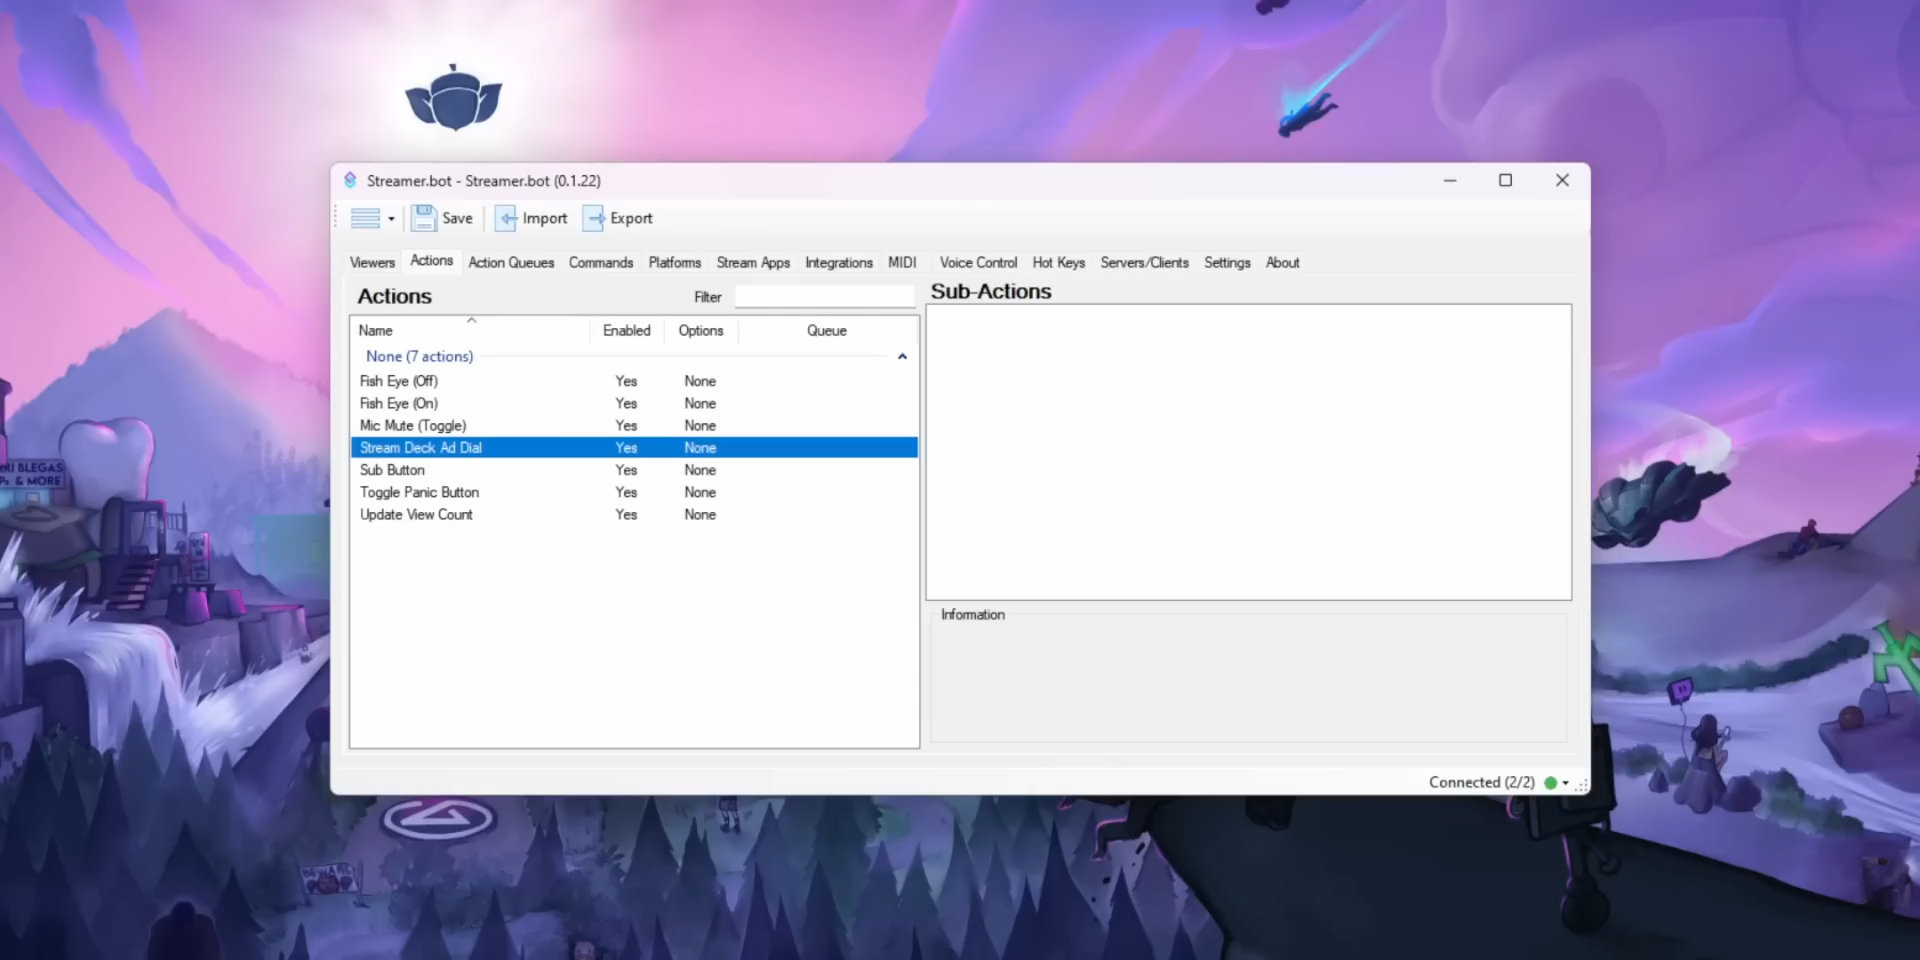 Streamer.bot - Streamer.bot (0.1.22)
Save Import Export
Viewers Actions Action Queues Commands Platforms Stream Apps Integrations MIDI Voice Control Hot Keys Servers/Clients Settings About
Actions Filter
Sub-Actions
Name Enabled Options Queue
None (7 actions)
Fish Eye (Off) Yes None
Fish Eye (On) Yes None
Mic Mute (Toggle) Yes None
Stream Deck Ad Dial Yes None
Sub Button Yes None
Toggle Panic Button Yes None
Update View Count Yes None
Information
Connected (2/2)
BLEGAS
& MORE
BEWARE